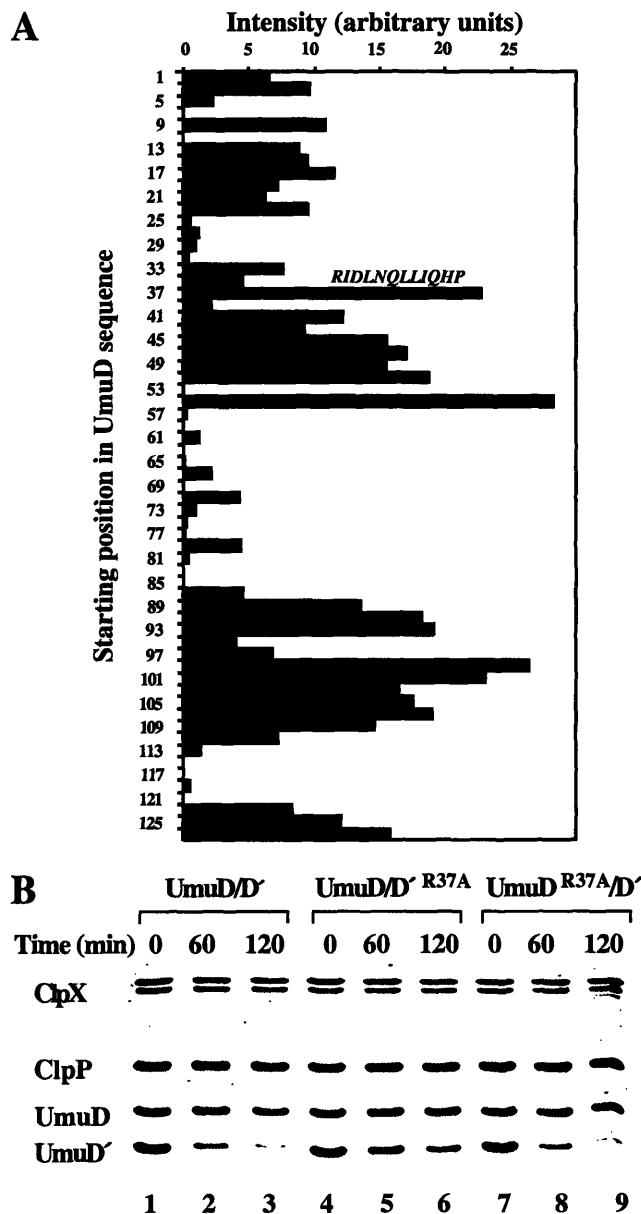 A
Intensity (arbitrary units)
0 5 10 15 20 25
Starting position in UmuD sequence
1
5
9
13
17
21
25
29
33
RIDLNQLLIQHP
37
41
45
49
53
57
61
65
69
73
77
81
85
89
93
97
101
105
109
113
117
121
125
B
UmuD/D´ UmuD/D´ R37A UmuD R37A/D´
Time (min) 0 60 120 0 60 120 0 60 120
ClpX
ClpP
UmuD
UmuD´
1 2 3 4 5 6 7 8 9